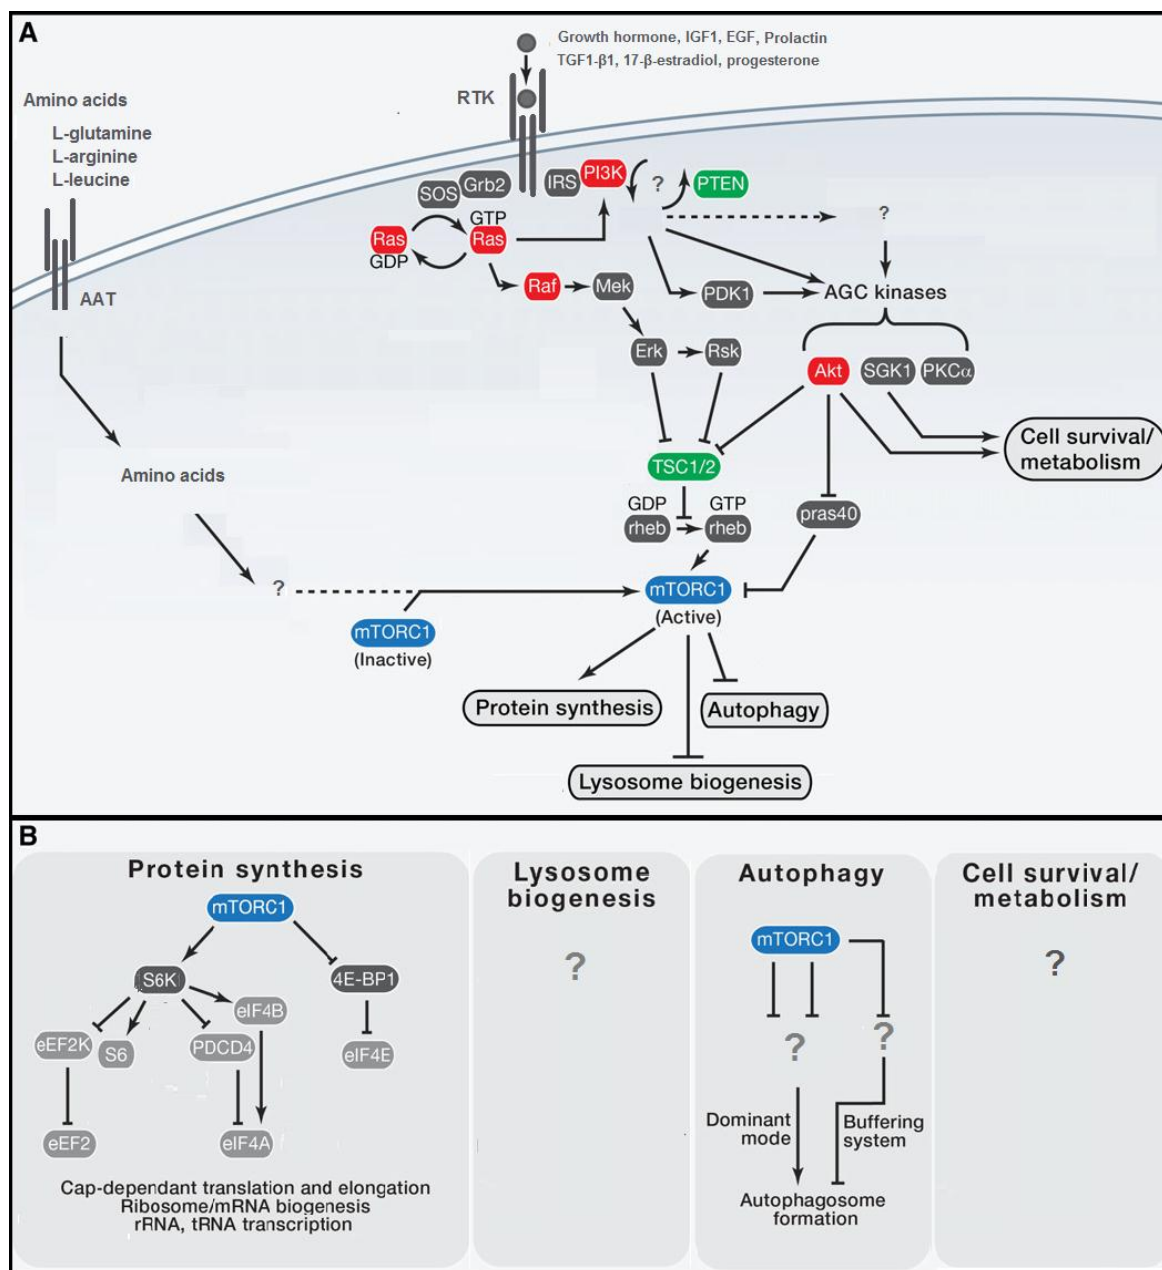 A
Growth hormone, IGF1, EGF, Prolactin
TGF1-β1, 17-β-estradiol, progesterone
RTK
Amino acids
L-glutamine
L-arginine
L-leucine
AAT
SOS
Grb2
IRS
PI3K
?
PTEN
GTP
Ras
Ras
GDP
?
Raf
Mek
PDK1
AGC kinases
Erk
Rsk
Akt
SGK1
PKCα
Cell survival/
metabolism
TSC1/2
Amino acids
GDP
GTP
rheb
rheb
pras40
?
mTORC1
(Active)
mTORC1
(Inactive)
Protein synthesis
Autophagy
Lysosome biogenesis
B
Protein synthesis
mTORC1
S6K
4E-BP1
eIF4B
eEF2K
S6
PDCD4
eIF4E
eEF2
eIF4A
Cap-dependant translation and elongation
Ribosome/mRNA biogenesis
rRNA, tRNA transcription
Lysosome
biogenesis
?
Autophagy
mTORC1
?
?
Dominant
mode
Buffering
system
Autophagosome
formation
Cell survival/
metabolism
?